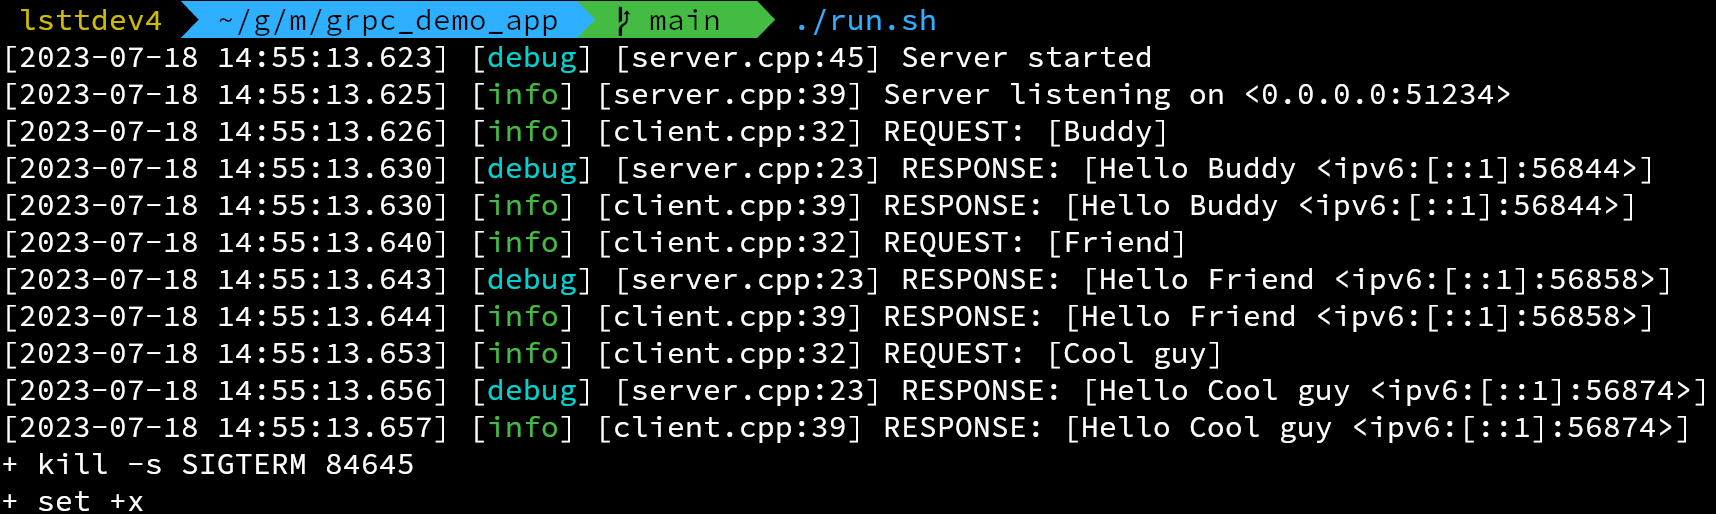 lsttdev4 ~/g/m/grpc_demo_app main ./run.sh
[2023-07-18 14:55:13.623] [debug] [server.cpp:45] Server started
[2023-07-18 14:55:13.625] [info] [server.cpp:39] Server listening on <0.0.0.0:51234>
[2023-07-18 14:55:13.626] [info] [client.cpp:32] REQUEST: [Buddy]
[2023-07-18 14:55:13.630] [debug] [server.cpp:23] RESPONSE: [Hello Buddy <ipv6:[::1]:56844>]
[2023-07-18 14:55:13.630] [info] [client.cpp:39] RESPONSE: [Hello Buddy <ipv6:[::1]:56844>]
[2023-07-18 14:55:13.640] [info] [client.cpp:32] REQUEST: [Friend]
[2023-07-18 14:55:13.643] [debug] [server.cpp:23] RESPONSE: [Hello Friend <ipv6:[::1]:56858>]
[2023-07-18 14:55:13.644] [info] [client.cpp:39] RESPONSE: [Hello Friend <ipv6:[::1]:56858>]
[2023-07-18 14:55:13.653] [info] [client.cpp:32] REQUEST: [Cool guy]
[2023-07-18 14:55:13.656] [debug] [server.cpp:23] RESPONSE: [Hello Cool guy <ipv6:[::1]:56874>]
[2023-07-18 14:55:13.657] [info] [client.cpp:39] RESPONSE: [Hello Cool guy <ipv6:[::1]:56874>]
+ kill -s SIGTERM 84645
+ set +x